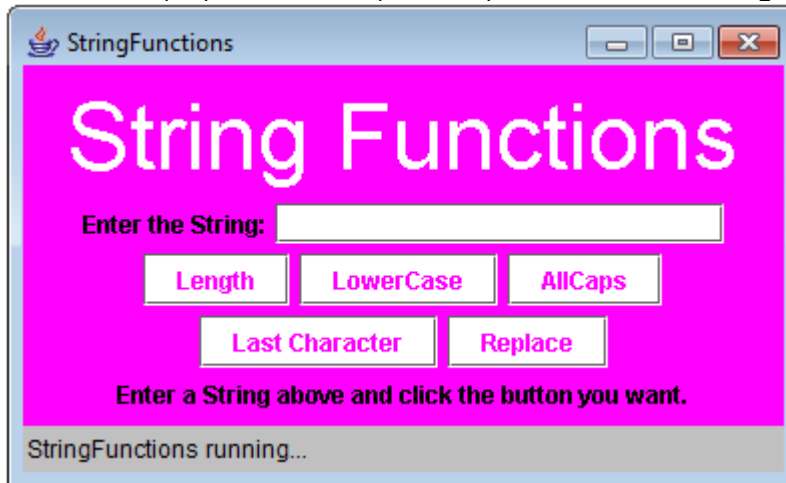 StringFunctions
String Functions
Enter the String:
Length LowerCase AllCaps
Last Character Replace
Enter a String above and click the button you want.
StringFunctions running...